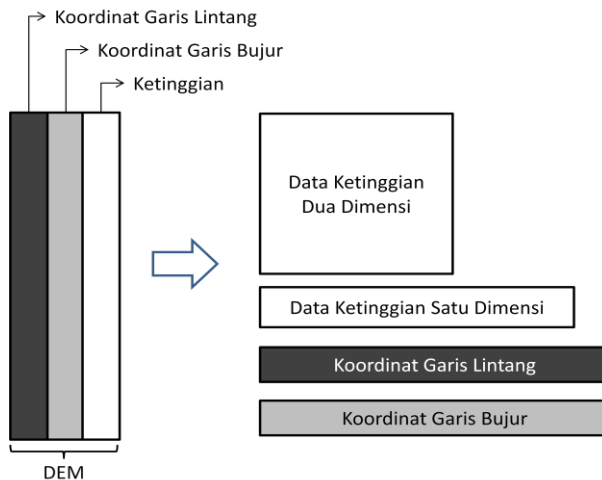 Koordinat Garis Lintang
Koordinat Garis Bujur
Ketinggian
Data Ketinggian
Dua Dimensi
Data Ketinggian Satu Dimensi
Koordinat Garis Lintang
Koordinat Garis Bujur
DEM